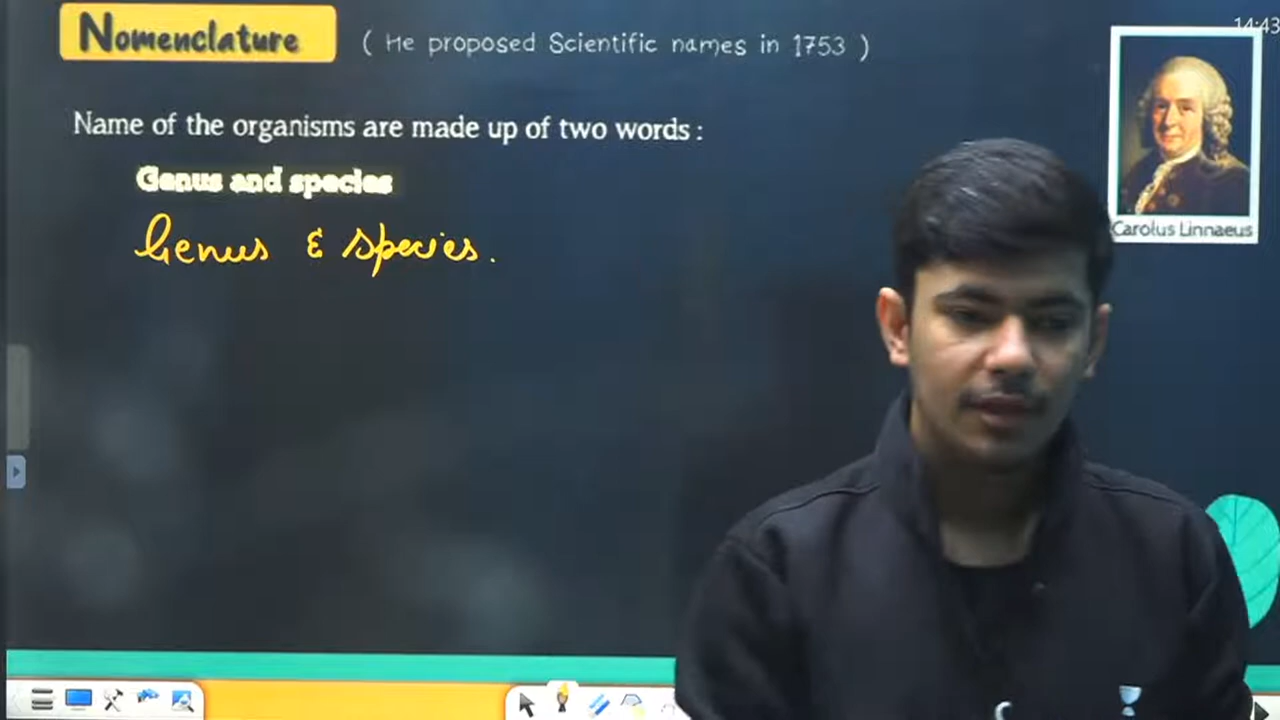 Nomenclature ( He proposed Scientific names in 1753 )
14:43
Name of the organisms are made up of two words :
Genus and species
Genus & species.
Carolus Linnaeus